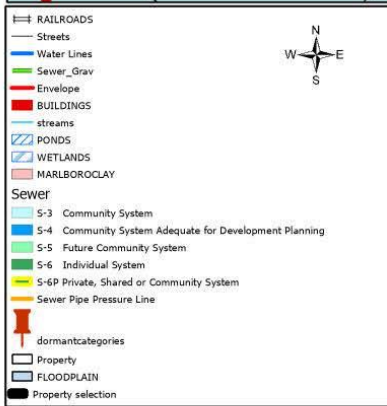 RAILROADS
N
Streets
W E
Water Lines
S
Sewer_Grav
Envelope
BUILDINGS
streams
PONDS
WETLANDS
MARLBOROCLAY
Sewer
S-3 Community System
S-4 Community System Adequate for Development Planning
S-5 Future Community System
S-6 Individual System
S-6P Private, Shared or Community System
Sewer Pipe Pressure Line
dormantcategories
Property
FLOODPLAIN
Property selection